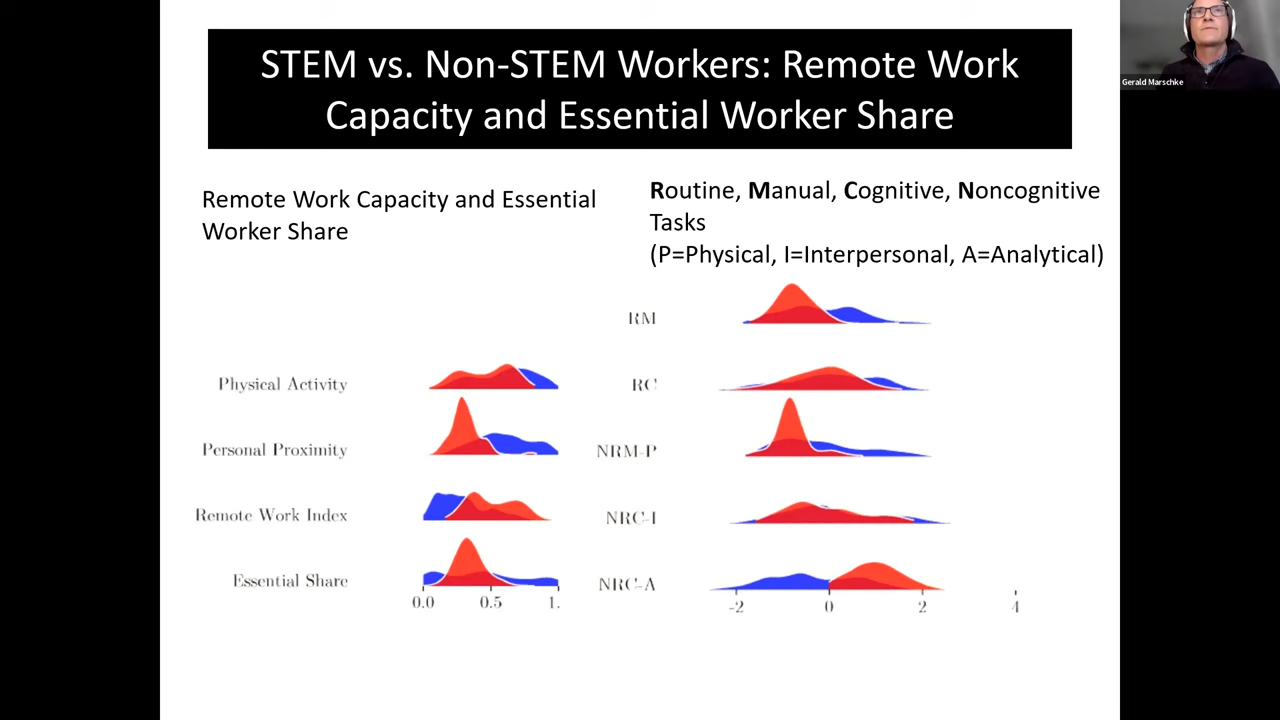 STEM vs. Non-STEM Workers: Remote Work
Capacity and Essential Worker Share
Gerald Marschke
Remote Work Capacity and Essential
Worker Share
Routine, Manual, Cognitive, Noncognitive
Tasks
(P=Physical, I=Interpersonal, A=Analytical)
Physical Activity
Personal Proximity
Remote Work Index
Essential Share
0.0 0.5 1.
RM
RC
NRM-P
NRC-I
NRC-A
-2 0 2 4